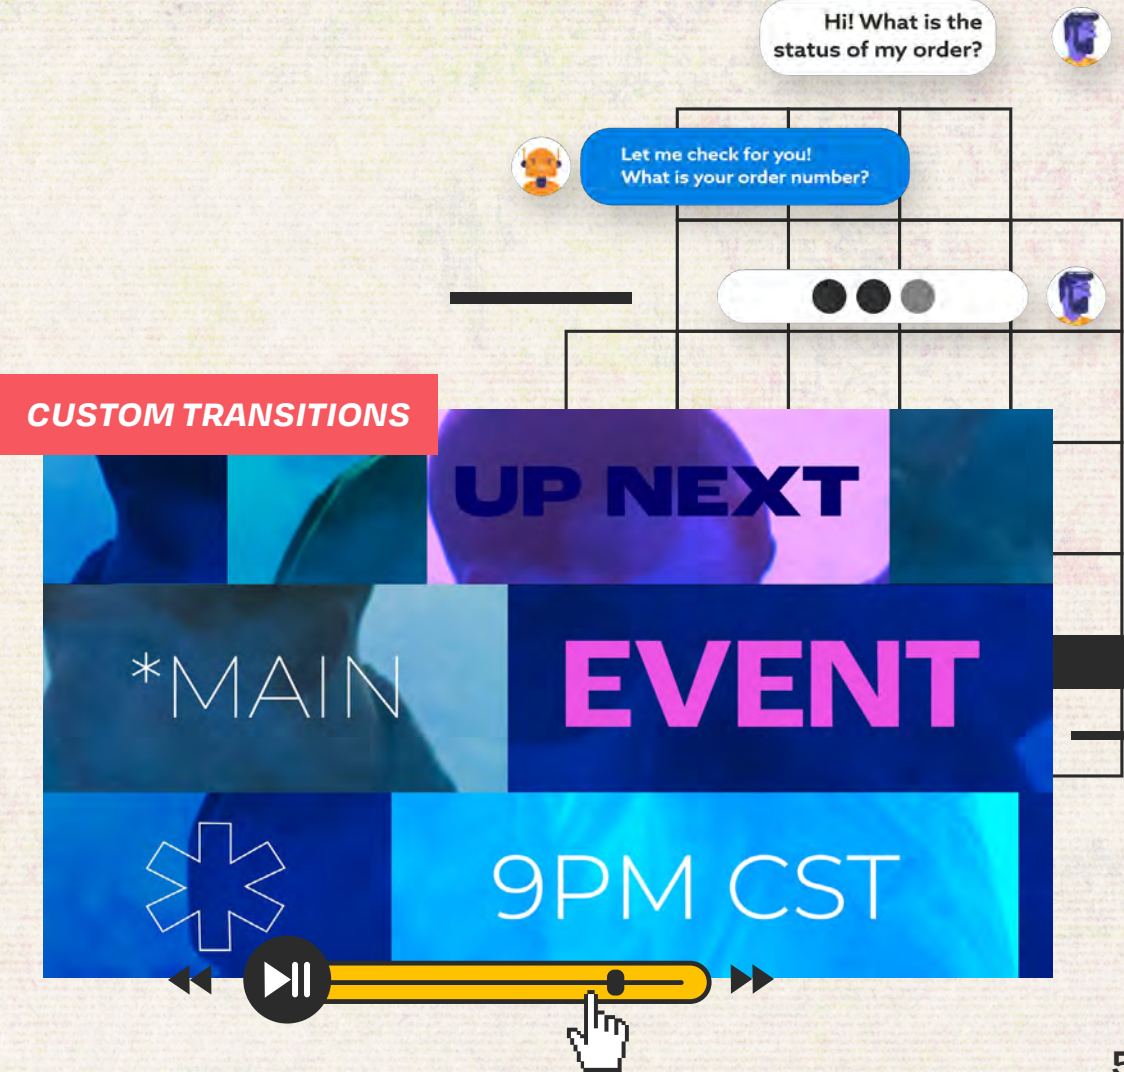 Hi! What is the
status of my order?
Let me check for you!
What is your order number?
CUSTOM TRANSITIONS
UP NEXT
*MAIN
EVENT
9PM CST